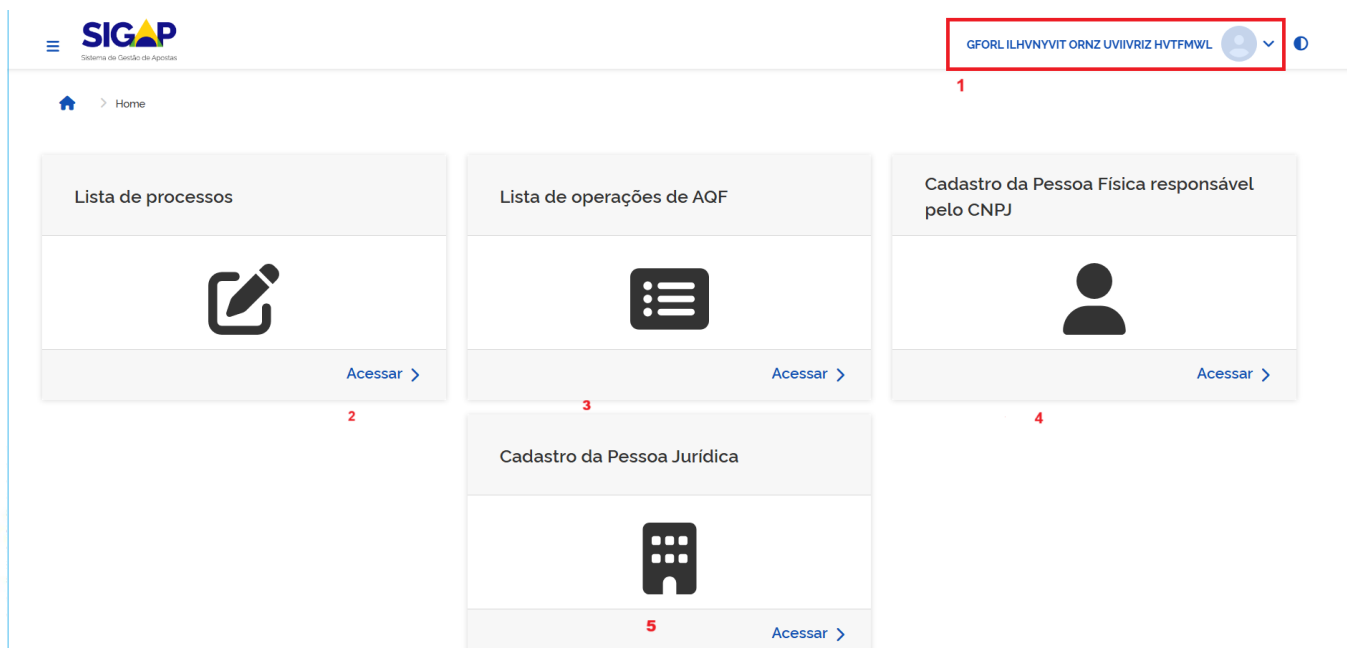 SIGAP
Sistema de Gestão de Apostas
GFORL ILHVNYVIT ORNZ UVIIVRIZ HVTFMWL
1
Home
Lista de processos
Lista de operações de AQF
Cadastro da Pessoa Física responsável
pelo CNPJ
Acessar
Acessar
Acessar
2
3
4
Cadastro da Pessoa Jurídica
5
Acessar